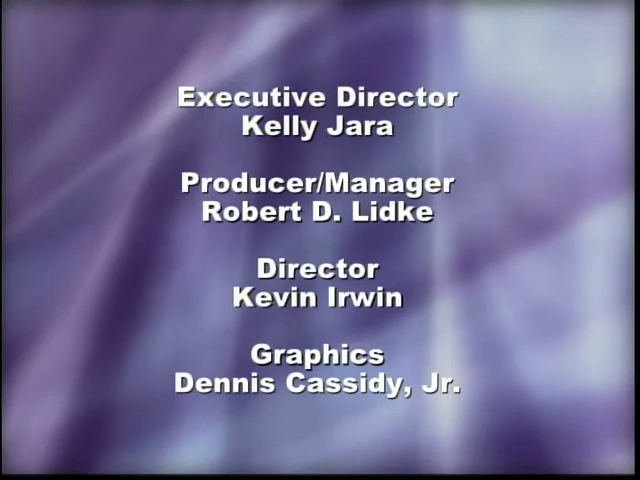 Executive Director
Kelly Jara
Producer/Manager
Robert D. Lidke
Director
Kevin Irwin
Graphics
Dennis Cassidy, Jr.